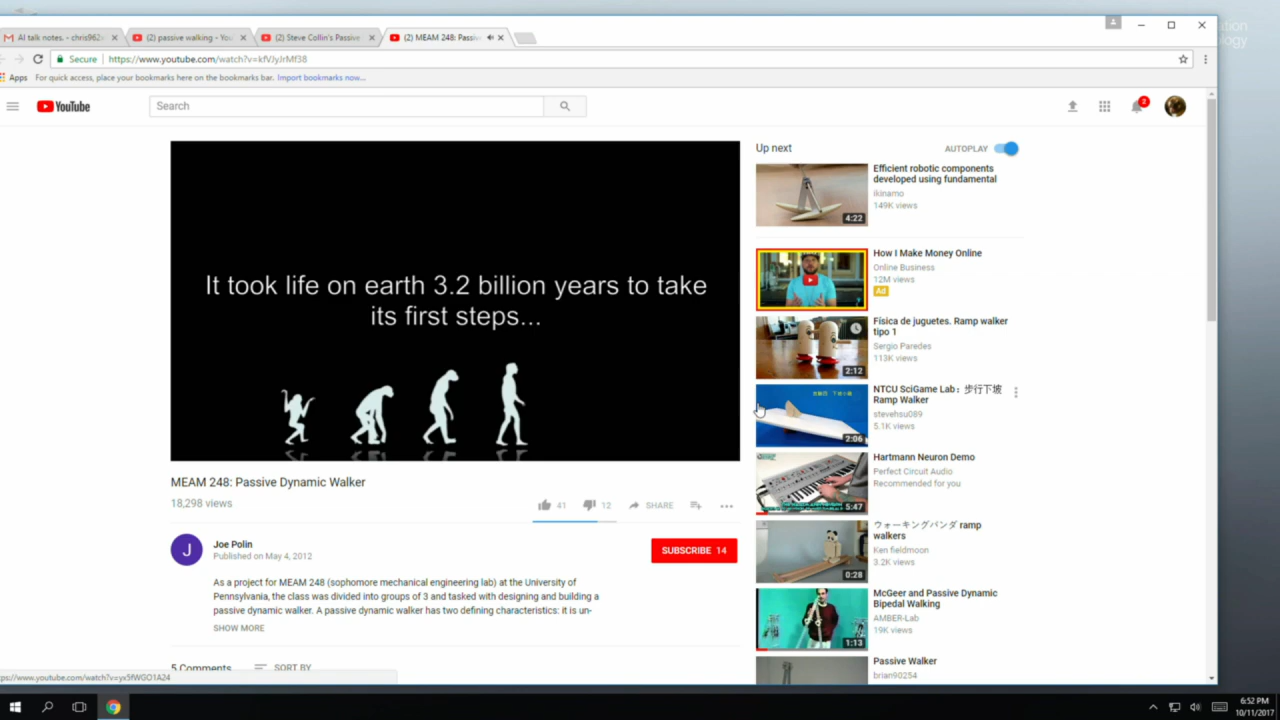 AI talk notes. - chris962
(2) passive walking - You
(2) Steve Collin's Passive
(2) MEAM 248: Passi
Secure
https://www.youtube.com/watch?v=kfVJyJrMf38
Apps
For quick access, place your bookmarks here on the bookmarks bar. Import bookmarks now...
YouTube
Search
2
It took life on earth 3.2 billion years to take
its first steps...
MEAM 248: Passive Dynamic Walker
18,298 views
41
12
SHARE
J
Joe Polin
Published on May 4, 2012
SUBSCRIBE 14
As a project for MEAM 248 (sophomore mechanical engineering lab) at the University of
Pennsylvania, the class was divided into groups of 3 and tasked with designing and building a
passive dynamic walker. A passive dynamic walker has two defining characteristics: it is un-
SHOW MORE
5 Comments
SORT BY
Up next
AUTOPLAY
4:22
Efficient robotic components
developed using fundamental
ikinamo
149K views
How I Make Money Online
Online Business
12M views
Ad
2:12
Física de juguetes. Ramp walker
tipo 1
Sergio Paredes
113K views
2:06
NTCU SciGame Lab：步行下坡
Ramp Walker
stevehsu089
5.1K views
5:47
Hartmann Neuron Demo
Perfect Circuit Audio
Recommended for you
0:28
ウォーキングパンダ ramp
walkers
Ken fieldmoon
3.2K views
1:13
McGeer and Passive Dynamic
Bipedal Walking
AMBER-Lab
19K views
Passive Walker
brian90254
ps://www.youtube.com/watch?v=yx5fWGO1A24
6:52 PM
10/11/2017